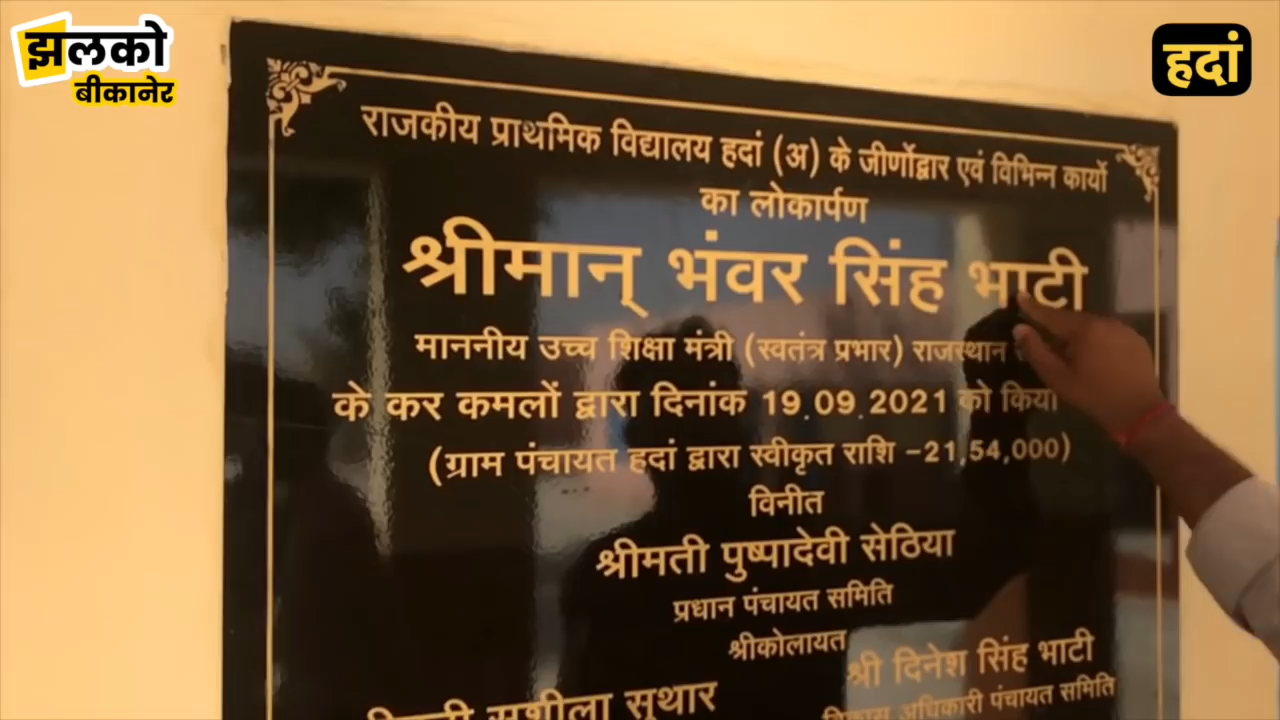 झलको
बीकानेर
हदां
राजकीय प्राथमिक विद्यालय हदां (अ) के जीर्णोद्वार एवं विभिन्न कार्यो
का लोकार्पण
श्रीमान् भंवर सिंह भाटी
माननीय उच्च शिक्षा मंत्री (स्वतंत्र प्रभार) राजस्थान
के कर कमलों द्वारा दिनांक 19.09.2021 को किया
(ग्राम पंचायत हदां द्वारा स्वीकृत राशि -21,54,000)
विनीत
श्रीमती पुष्पादेवी सेठिया
प्रधान पंचायत समिति
श्रीकोलायत
श्री दिनेश सिंह भाटी
विकास अधिकारी पंचायत समिति
सुशीला सुथार